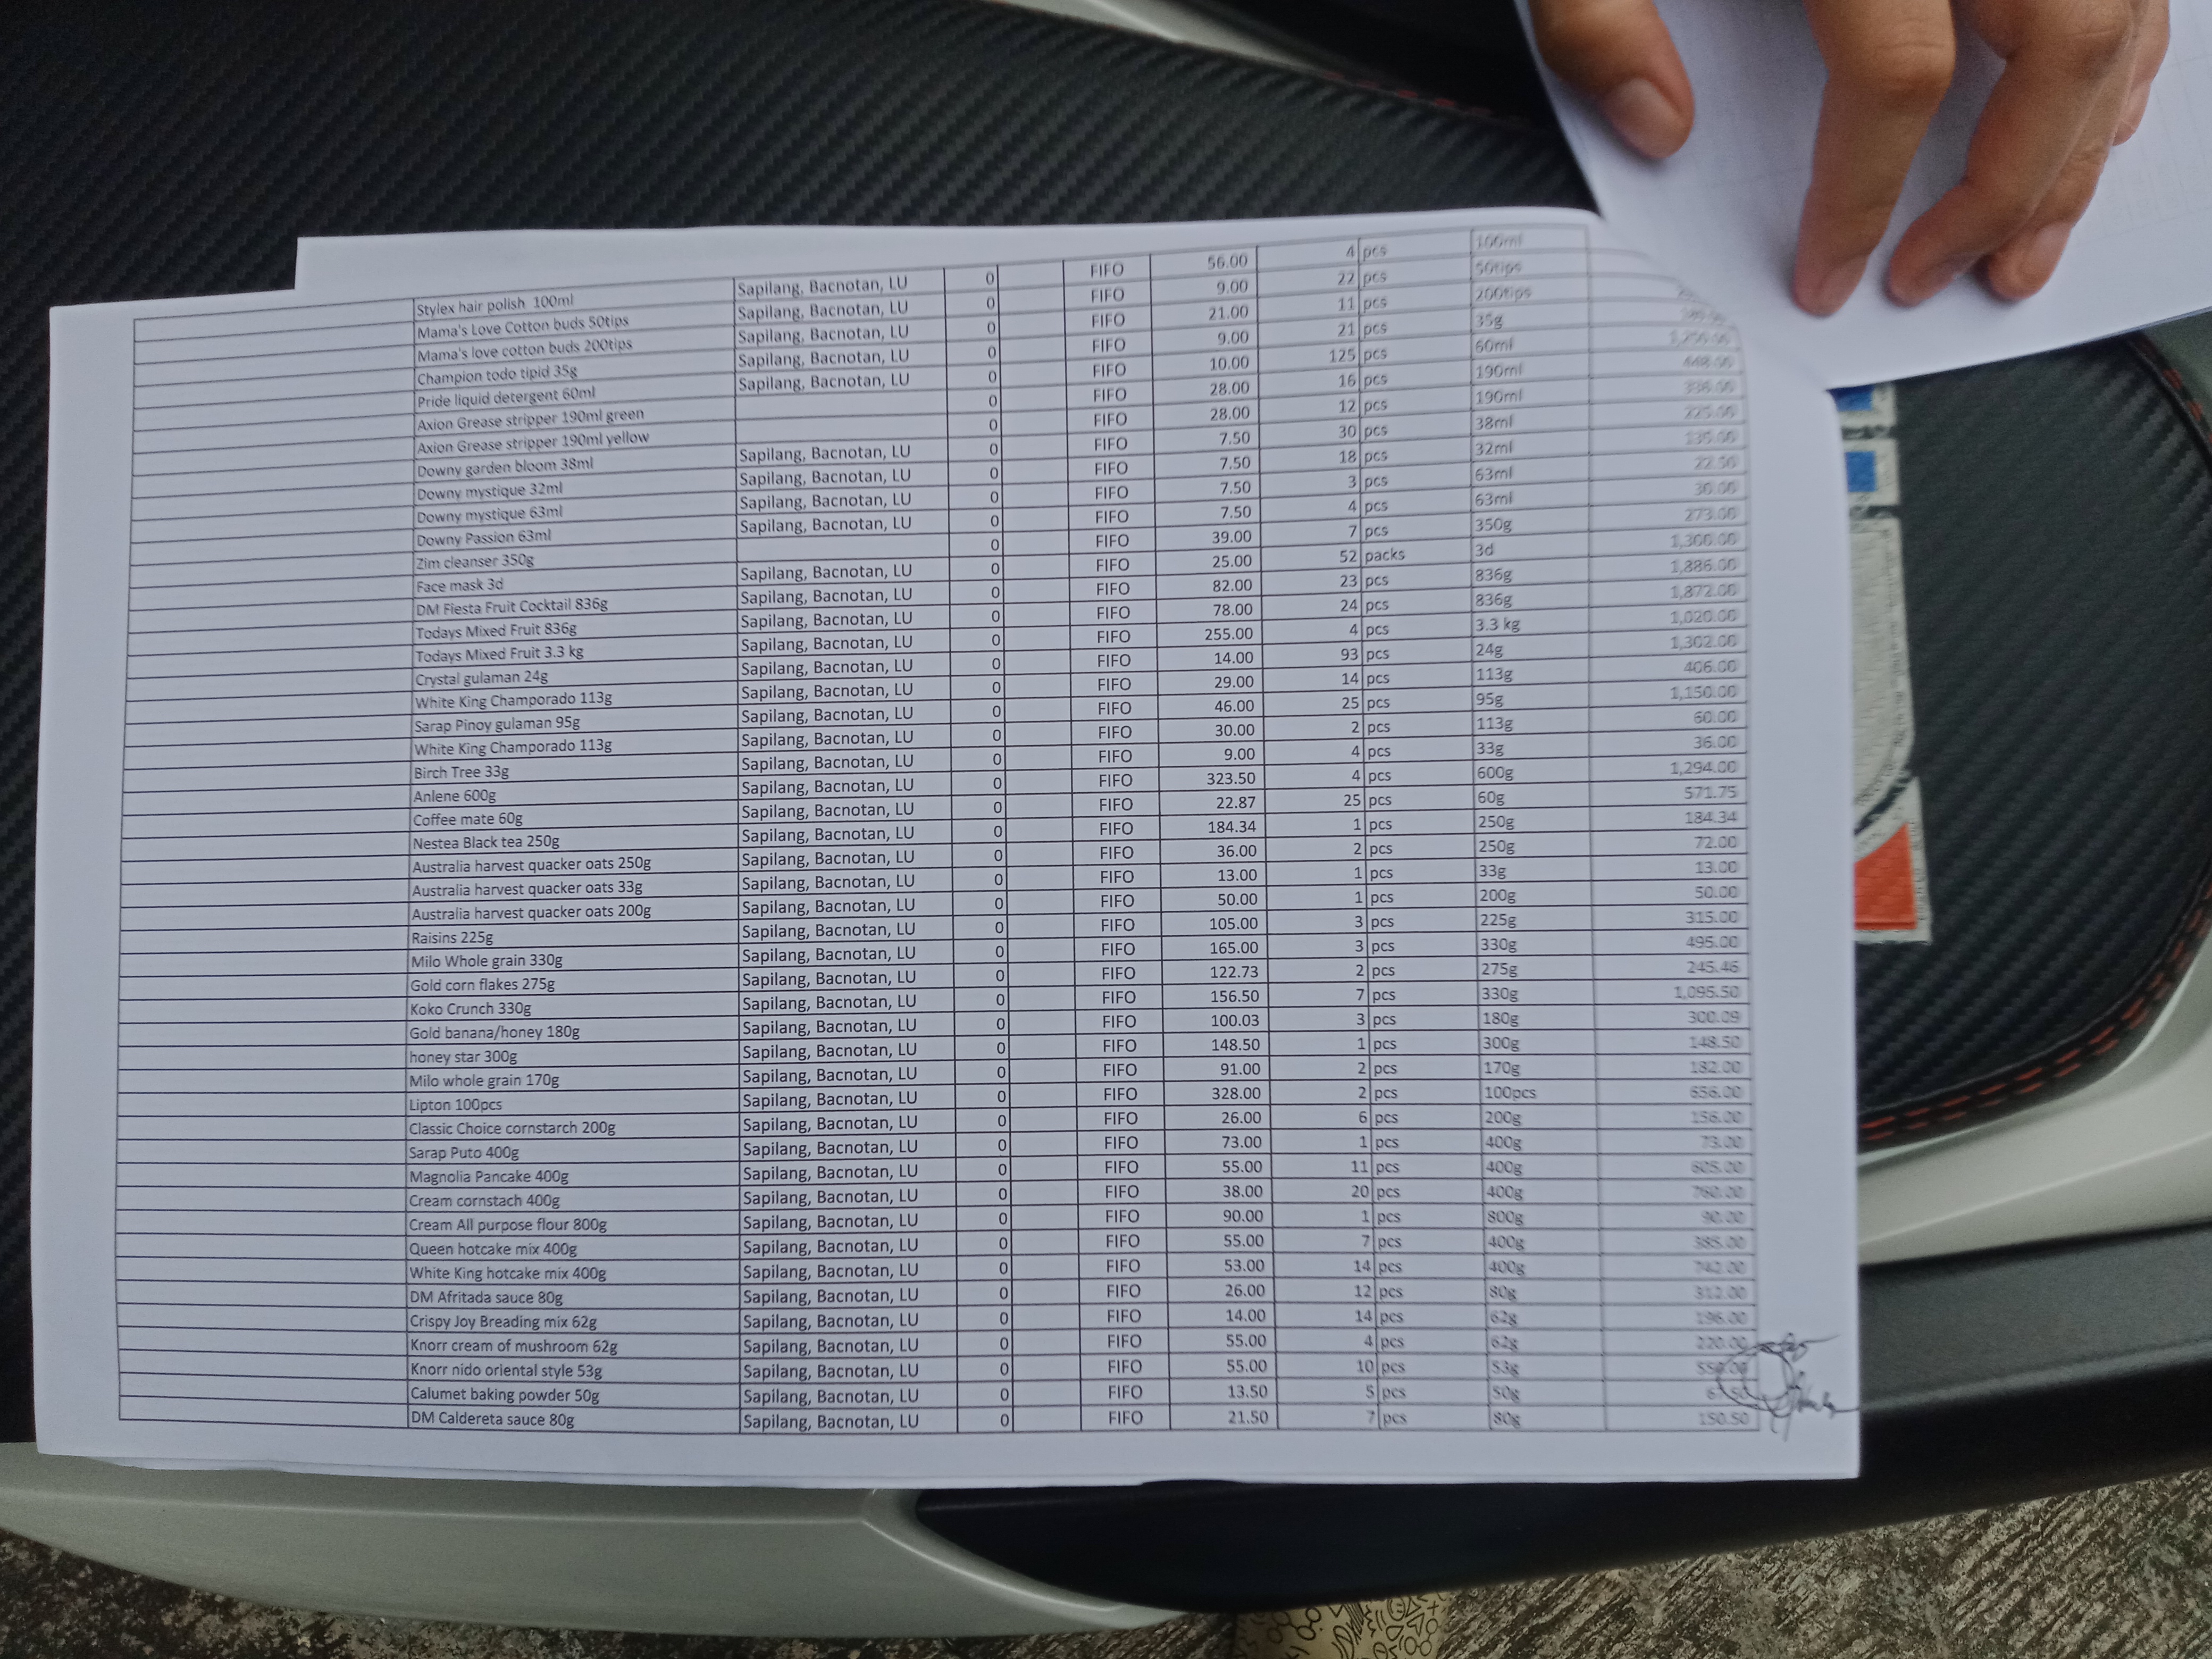 Stylex hair polish 100ml Sapilang, Bacnotan, LU 0 FIFO 56.00 4 pcs 100ml
Mama's Love Cotton buds 50tips Sapilang, Bacnotan, LU 0 FIFO 9.00 22 pcs 50tips
Mama's love cotton buds 200tips Sapilang, Bacnotan, LU 0 FIFO 21.00 11 pcs 200tips
Champion todo tipid 35g Sapilang, Bacnotan, LU 0 FIFO 9.00 21 pcs 35g
Pride liquid detergent 60ml Sapilang, Bacnotan, LU 0 FIFO 10.00 125 pcs 60ml 1,250.00
Axion Grease stripper 190ml green 0 FIFO 28.00 16 pcs 190ml 448.00
Axion Grease stripper 190ml yellow 0 FIFO 28.00 12 pcs 190ml 336.00
Downy garden bloom 38ml Sapilang, Bacnotan, LU 0 FIFO 7.50 30 pcs 38ml 225.00
Downy mystique 32ml Sapilang, Bacnotan, LU 0 FIFO 7.50 18 pcs 32ml 135.00
Downy mystique 63ml Sapilang, Bacnotan, LU 0 FIFO 7.50 3 pcs 63ml 22.50
Downy Passion 63ml Sapilang, Bacnotan, LU 0 FIFO 7.50 4 pcs 63ml 30.00
Zim cleanser 350g 0 FIFO 39.00 7 pcs 350g 273.00
Face mask 3d Sapilang, Bacnotan, LU 0 FIFO 25.00 52 packs 3d 1,300.00
DM Fiesta Fruit Cocktail 836g Sapilang, Bacnotan, LU 0 FIFO 82.00 23 pcs 836g 1,886.00
Todays Mixed Fruit 836g Sapilang, Bacnotan, LU 0 FIFO 78.00 24 pcs 836g 1,872.00
Todays Mixed Fruit 3.3 kg Sapilang, Bacnotan, LU 0 FIFO 255.00 4 pcs 3.3 kg 1,020.00
Crystal gulaman 24g Sapilang, Bacnotan, LU 0 FIFO 14.00 93 pcs 24g 1,302.00
White King Champorado 113g Sapilang, Bacnotan, LU 0 FIFO 29.00 14 pcs 113g 406.00
Sarap Pinoy gulaman 95g Sapilang, Bacnotan, LU 0 FIFO 46.00 25 pcs 95g 1,150.00
White King Champorado 113g Sapilang, Bacnotan, LU 0 FIFO 30.00 2 pcs 113g 60.00
Birch Tree 33g Sapilang, Bacnotan, LU 0 FIFO 9.00 4 pcs 33g 36.00
Anlene 600g Sapilang, Bacnotan, LU 0 FIFO 323.50 4 pcs 600g 1,294.00
Coffee mate 60g Sapilang, Bacnotan, LU 0 FIFO 22.87 25 pcs 60g 571.75
Nestea Black tea 250g Sapilang, Bacnotan, LU 0 FIFO 184.34 1 pcs 250g 184.34
Australia harvest quacker oats 250g Sapilang, Bacnotan, LU 0 FIFO 36.00 2 pcs 250g 72.00
Australia harvest quacker oats 33g Sapilang, Bacnotan, LU 0 FIFO 13.00 1 pcs 33g 13.00
Australia harvest quacker oats 200g Sapilang, Bacnotan, LU 0 FIFO 50.00 1 pcs 200g 50.00
Raisins 225g Sapilang, Bacnotan, LU 0 FIFO 105.00 3 pcs 225g 315.00
Milo Whole grain 330g Sapilang, Bacnotan, LU 0 FIFO 165.00 3 pcs 330g 495.00
Gold corn flakes 275g Sapilang, Bacnotan, LU 0 FIFO 122.73 2 pcs 275g 245.46
Koko Crunch 330g Sapilang, Bacnotan, LU 0 FIFO 156.50 7 pcs 330g 1,095.50
Gold banana/honey 180g Sapilang, Bacnotan, LU 0 FIFO 100.03 3 pcs 180g 300.09
honey star 300g Sapilang, Bacnotan, LU 0 FIFO 148.50 1 pcs 300g 148.50
Milo whole grain 170g Sapilang, Bacnotan, LU 0 FIFO 91.00 2 pcs 170g 182.00
Lipton 100pcs Sapilang, Bacnotan, LU 0 FIFO 328.00 2 pcs 100pcs 656.00
Classic Choice cornstarch 200g Sapilang, Bacnotan, LU 0 FIFO 26.00 6 pcs 200g 156.00
Sarap Puto 400g Sapilang, Bacnotan, LU 0 FIFO 73.00 1 pcs 400g 73.00
Magnolia Pancake 400g Sapilang, Bacnotan, LU 0 FIFO 55.00 11 pcs 400g 605.00
Cream cornstach 400g Sapilang, Bacnotan, LU 0 FIFO 38.00 20 pcs 400g 760.00
Cream All purpose flour 800g Sapilang, Bacnotan, LU 0 FIFO 90.00 1 pcs 800g 90.00
Queen hotcake mix 400g Sapilang, Bacnotan, LU 0 FIFO 55.00 7 pcs 400g 385.00
White King hotcake mix 400g Sapilang, Bacnotan, LU 0 FIFO 53.00 14 pcs 400g 742.00
DM Afritada sauce 80g Sapilang, Bacnotan, LU 0 FIFO 26.00 12 pcs 80g 312.00
Crispy Joy Breading mix 62g Sapilang, Bacnotan, LU 0 FIFO 14.00 14 pcs 62g 196.00
Knorr cream of mushroom 62g Sapilang, Bacnotan, LU 0 FIFO 55.00 4 pcs 62g 220.00
Knorr nido oriental style 53g Sapilang, Bacnotan, LU 0 FIFO 55.00 10 pcs 53g 550.00
Calumet baking powder 50g Sapilang, Bacnotan, LU 0 FIFO 13.50 5 pcs 50g 67.50
DM Caldereta sauce 80g Sapilang, Bacnotan, LU 0 FIFO 21.50 7 pcs 80g 150.50